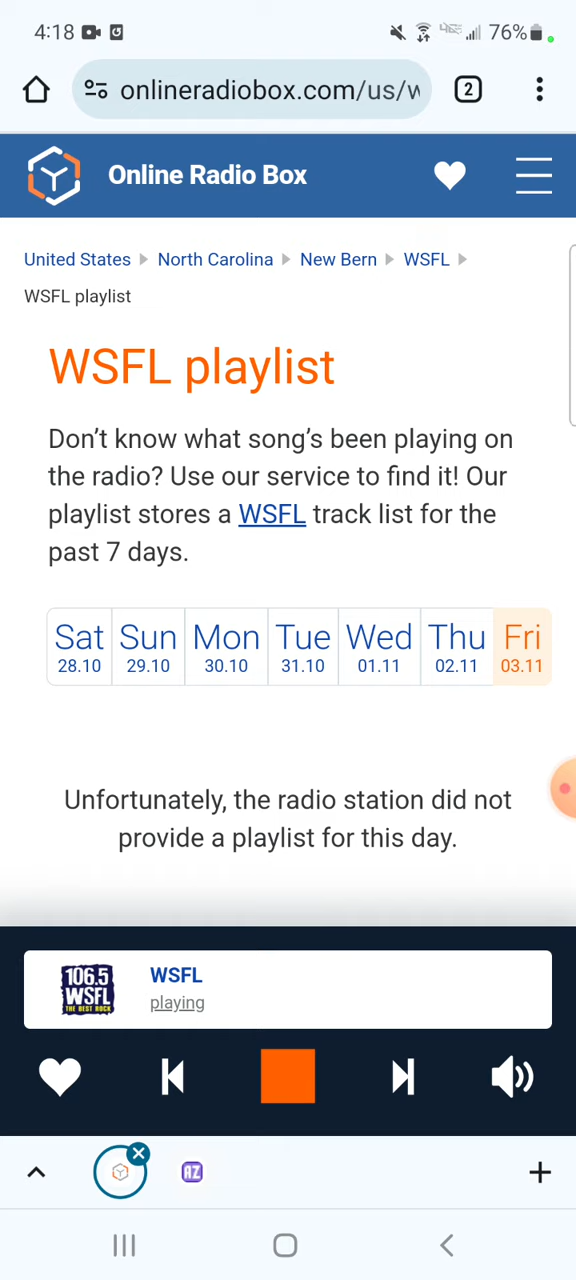 4:18 76%
onlineradiobox.com/us/w 2
Online Radio Box
United States North Carolina New Bern WSFL
WSFL playlist
WSFL playlist
Don't know what song's been playing on
the radio? Use our service to find it! Our
playlist stores a WSFL track list for the
past 7 days.
Sat Sun Mon Tue Wed Thu Fri
28.10 29.10 30.10 31.10 01.11 02.11 03.11
Unfortunately, the radio station did not
provide a playlist for this day.
106.5
WSFL
THE BEST ROCK
WSFL
playing
AZ